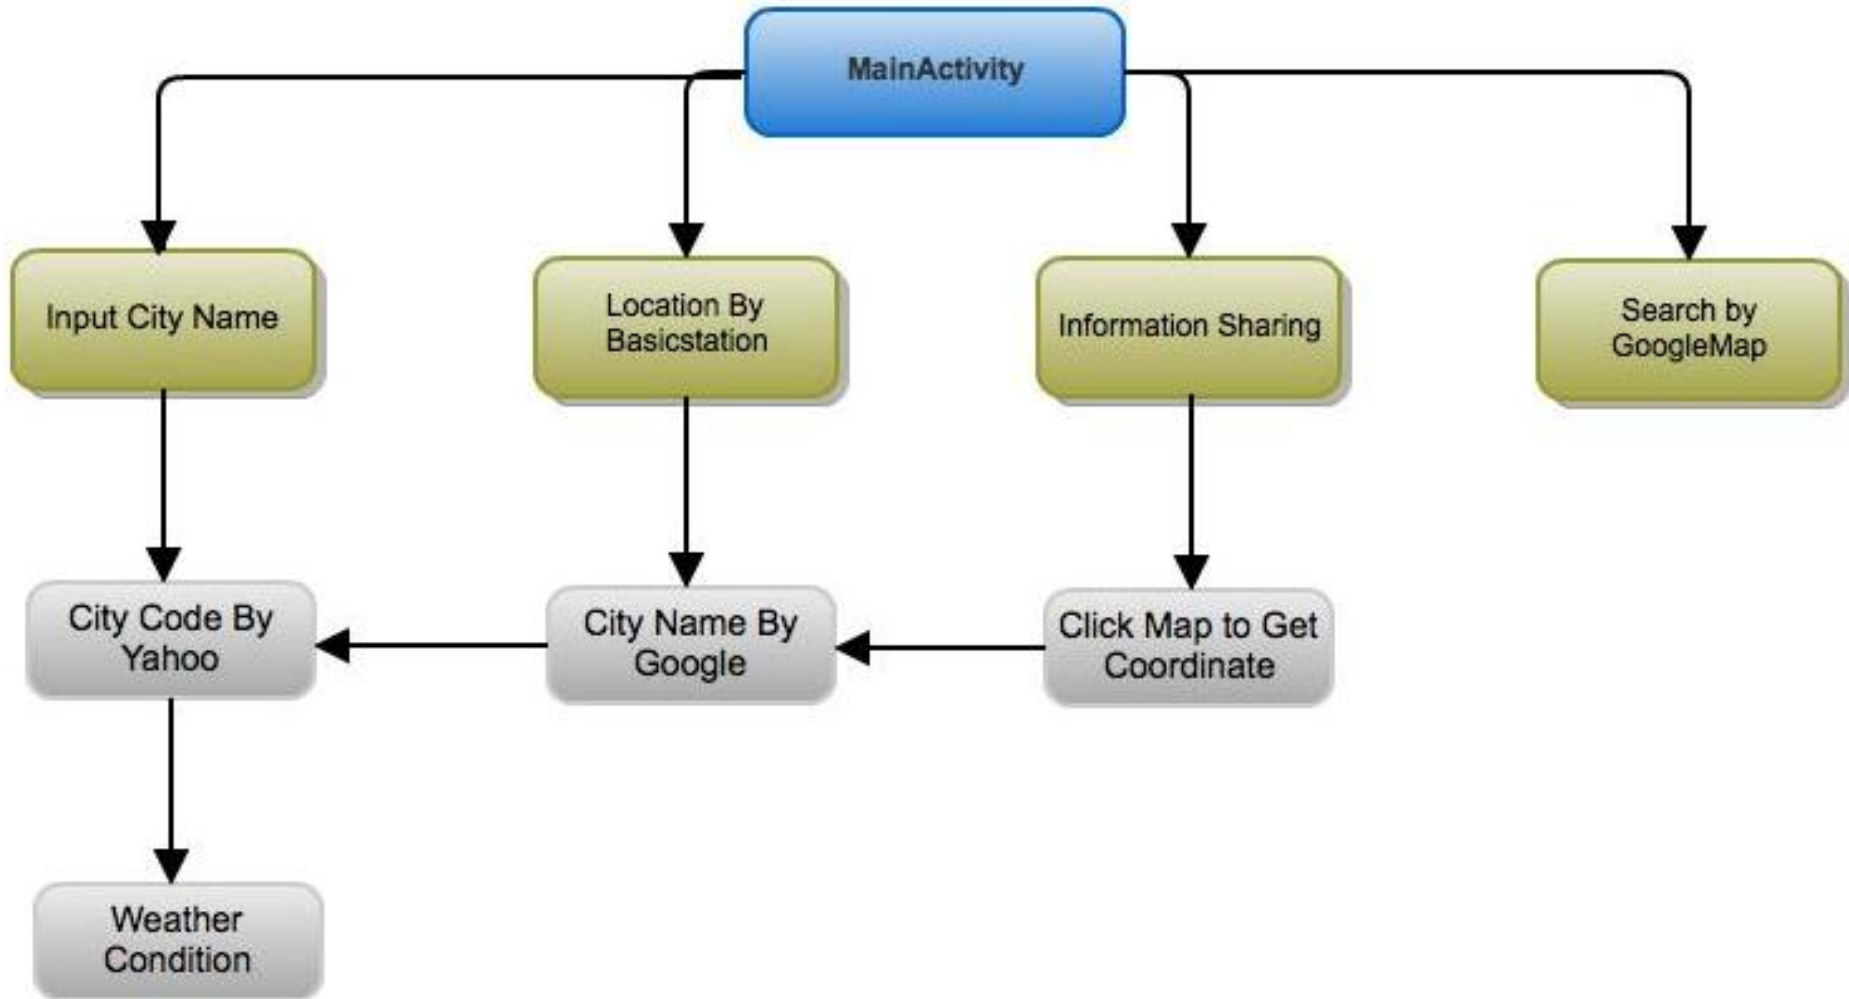 MainActivity
Input City Name
Location By
Basicstation
Information Sharing
Search by
GoogleMap
City Code By
Yahoo
City Name By
Google
Click Map to Get
Coordinate
Weather
Condition